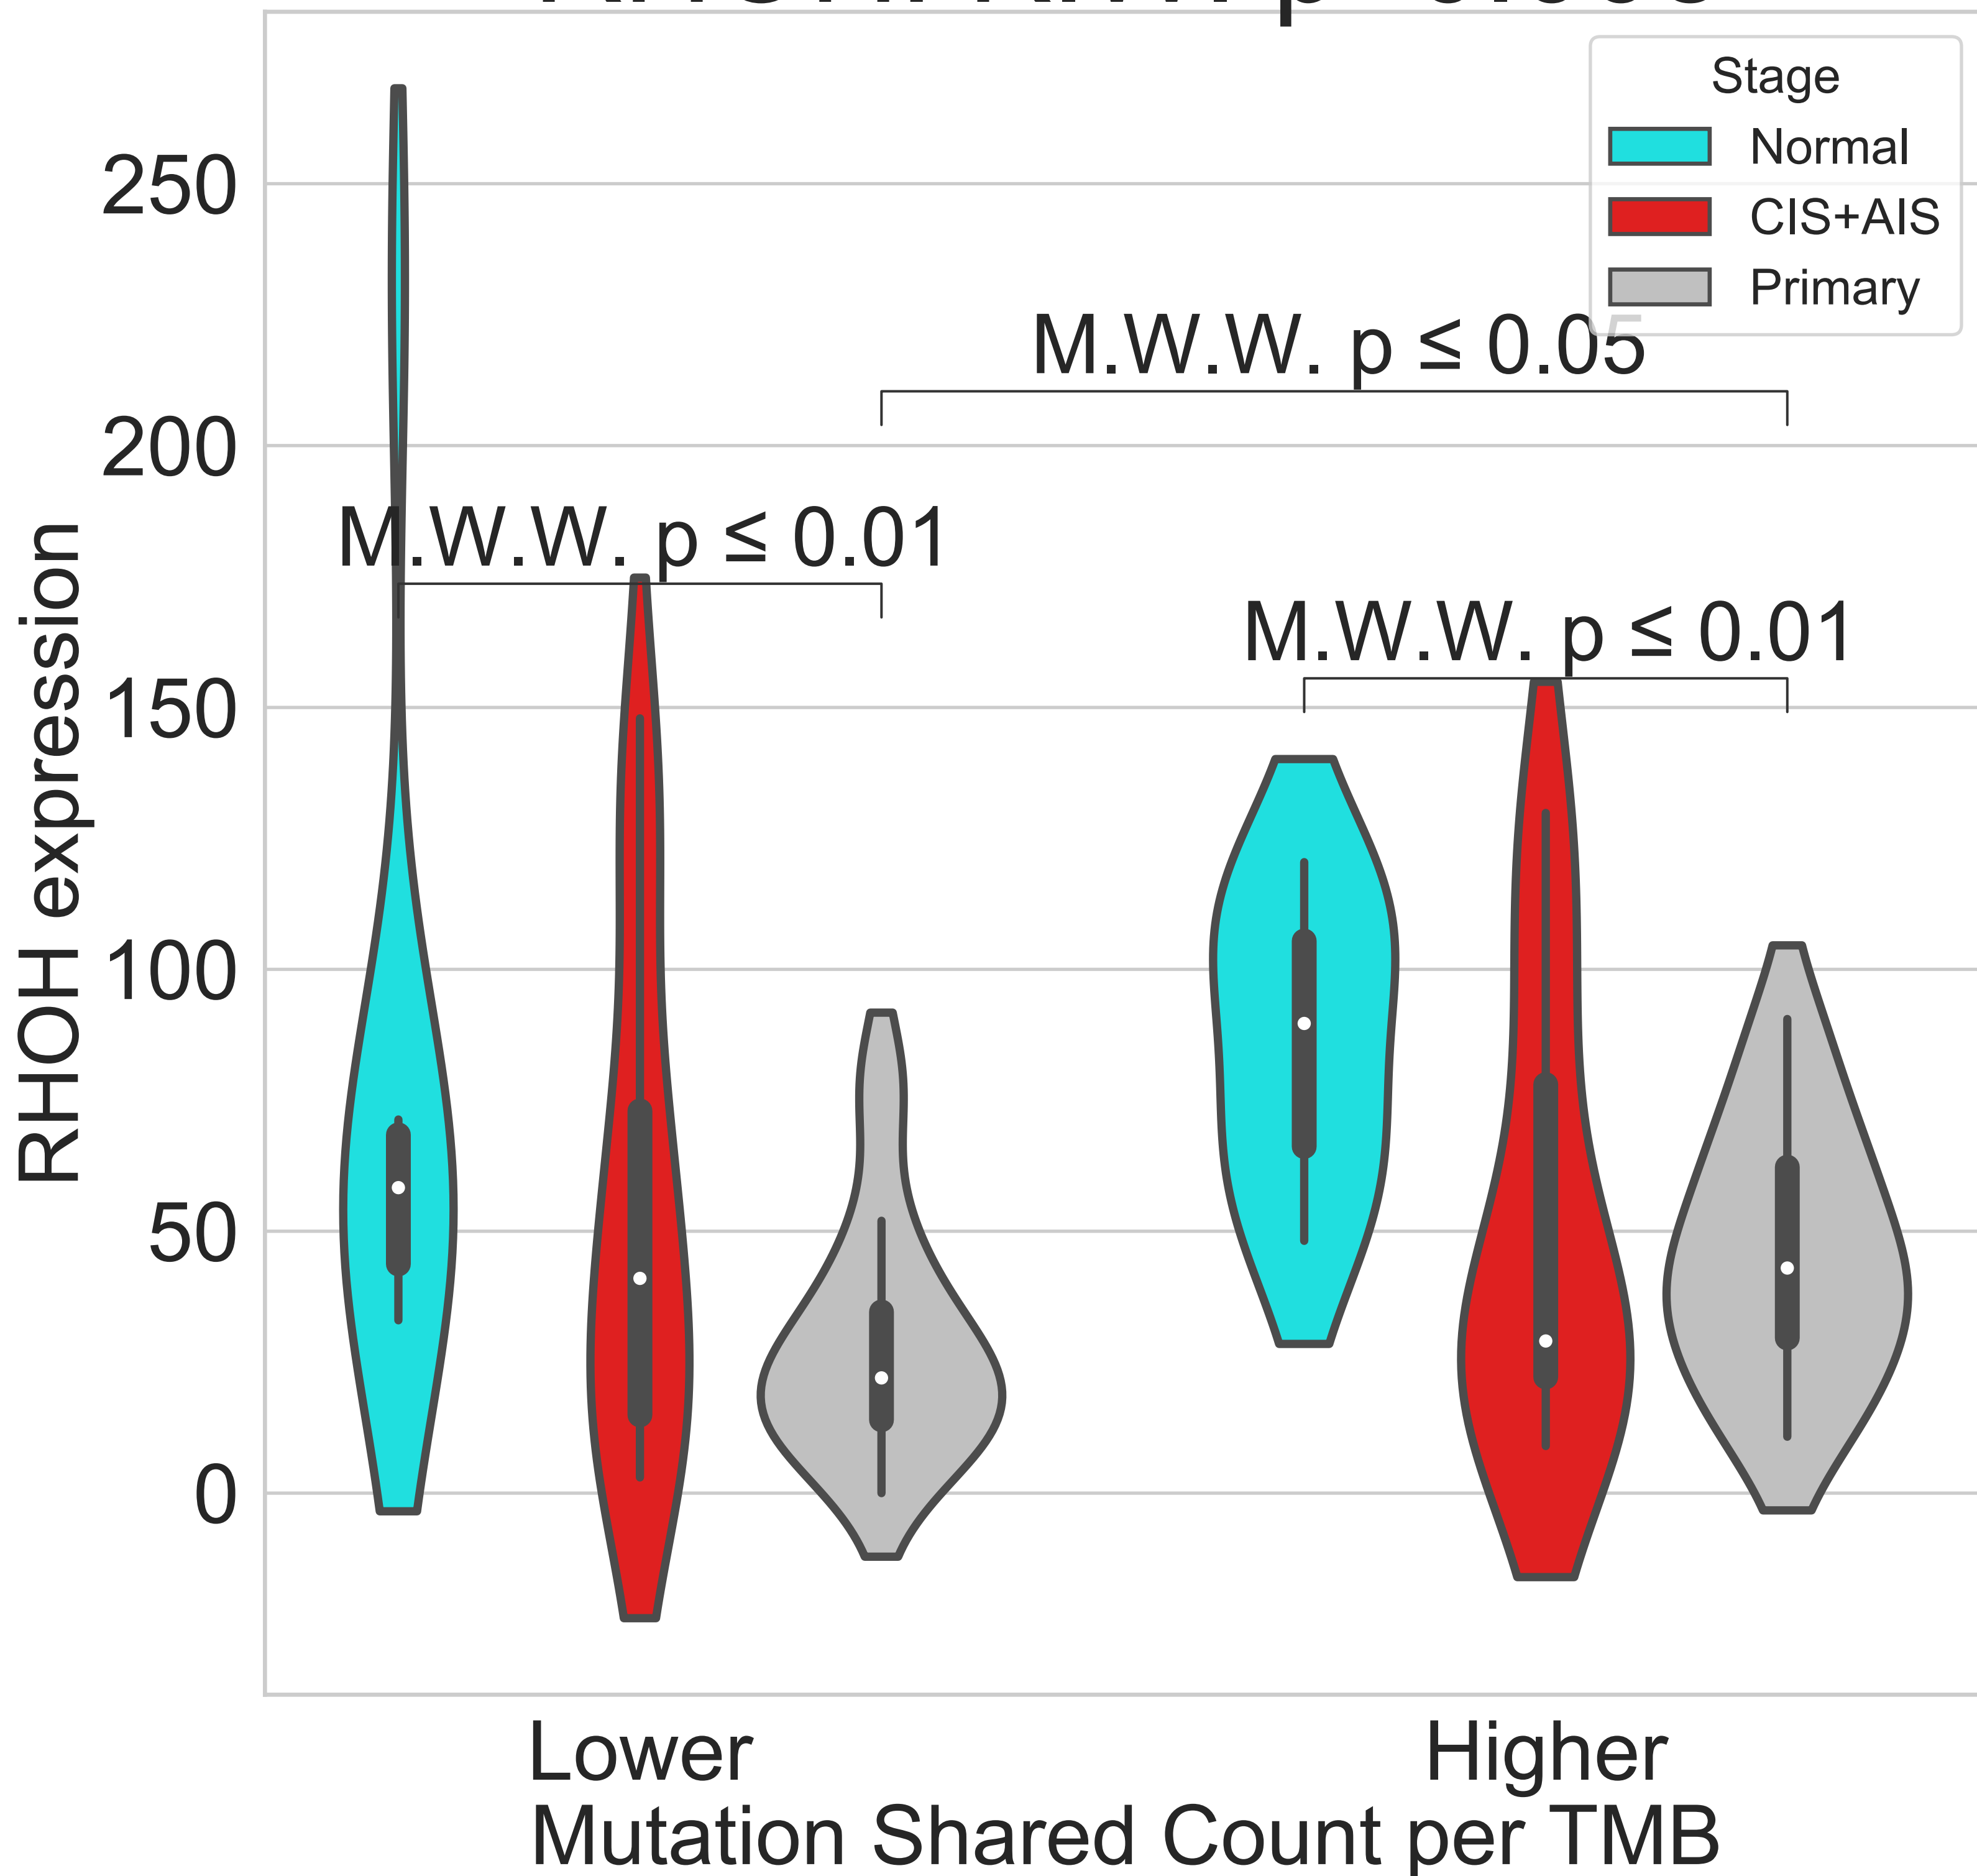 Stage
Normal
CIS+AIS
Primary
250
200
150
100
50
0
RHOH expression
M.W.W. p ≤ 0.05
M.W.W. p ≤ 0.01
M.W.W. p ≤ 0.01
Lower
Higher
Mutation Shared Count per TMB